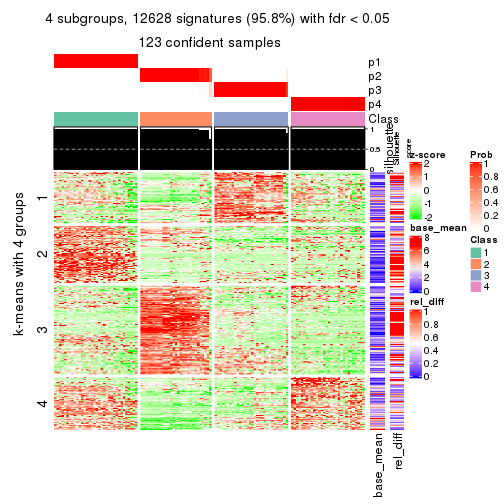 4 subgroups, 12628 signatures (95.8%) with fdr < 0.05
123 confident samples
p1
p2
p3
p4
Class
1
0.5
0
silhouette
Silhouette
score
k-means with 4 groups
1
2
3
4
base_mean
rel_diff
z-score
2
1
0
-1
-2
base_mean
8
6
4
2
0
rel_diff
1
0.8
0.6
0.4
0.2
0
Prob
1
0.8
0.6
0.4
0.2
0
Class
1
2
3
4